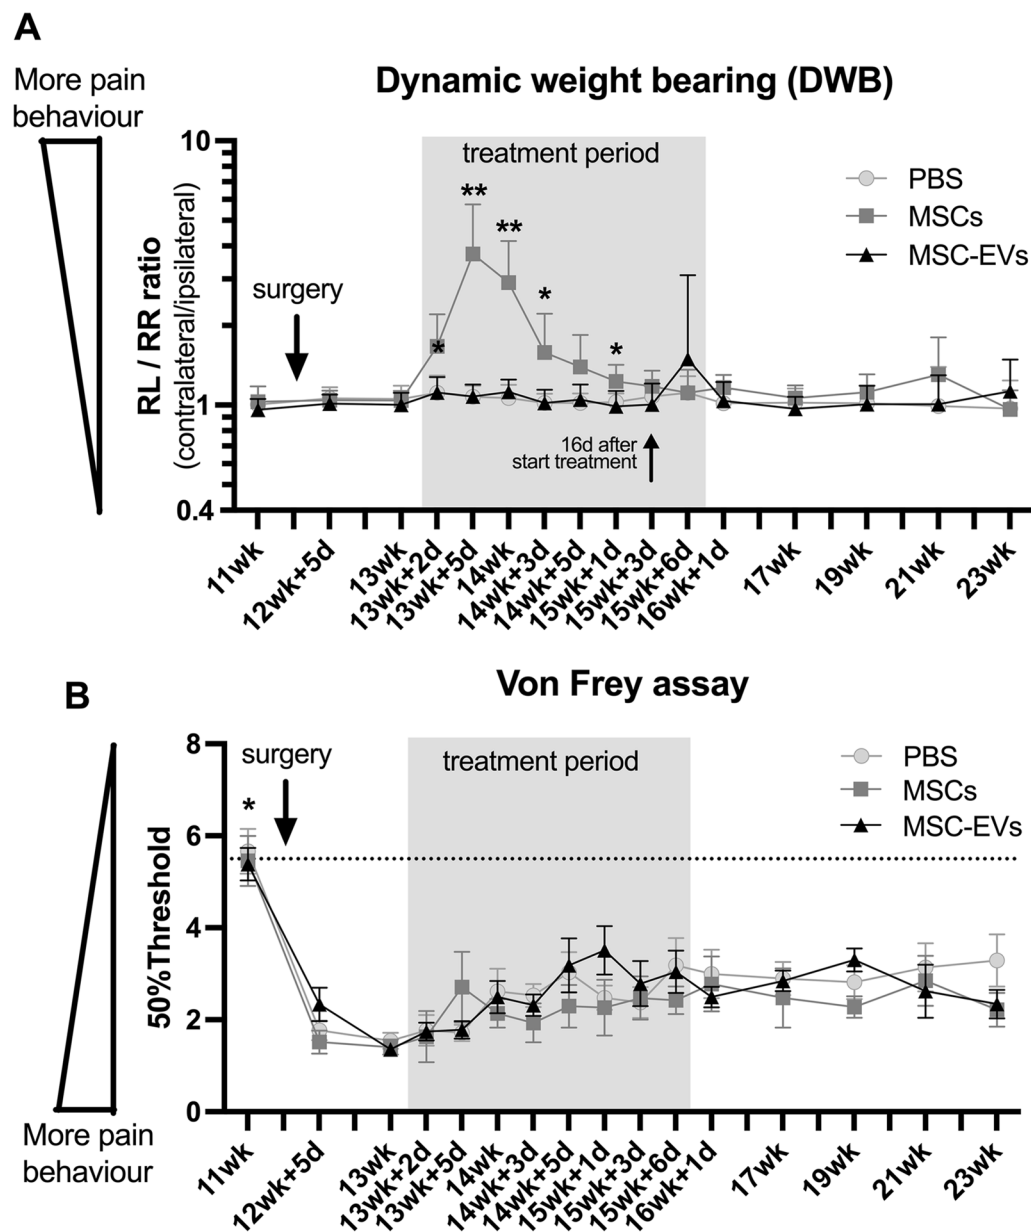 A
More pain
behaviour
Dynamic weight bearing (DWB)
RL / RR ratio
(contralateral/ipsilateral)
10
1
0.4
surgery
treatment period
**
**
*
*
*
16d after
start treatment
PBS
MSCs
MSC-EVs
11wk
12wk+5d
13wk
13wk+2d
13wk+5d
14wk
14wk+3d
14wk+5d
15wk+1d
15wk+3d
15wk+6d
16wk+1d
17wk
19wk
21wk
23wk
B
Von Frey assay
50%Threshold
8
6
4
2
0
surgery
*
treatment period
PBS
MSCs
MSC-EVs
More pain
behaviour
11wk
12wk+5d
13wk
13wk+2d
13wk+5d
14wk
14wk+3d
14wk+5d
15wk+1d
15wk+3d
15wk+6d
16wk+1d
17wk
19wk
21wk
23wk